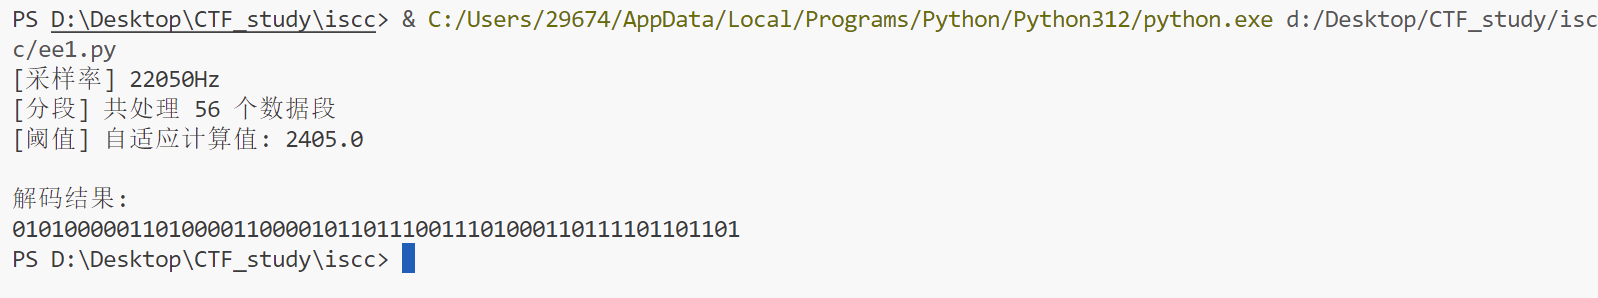 PS D:\Desktop\CTF_study\iscc> & C:/Users/29674/AppData/Local/Programs/Python/Python312/python.exe d:/Desktop/CTF_study/isc
c/ee1.py
[采样率] 22050Hz
[分段] 共处理 56 个数据段
[阈值] 自适应计算值: 2405.0
解码结果:
01010000011010000110000101101110011101000110111101101101
PS D:\Desktop\CTF_study\iscc>